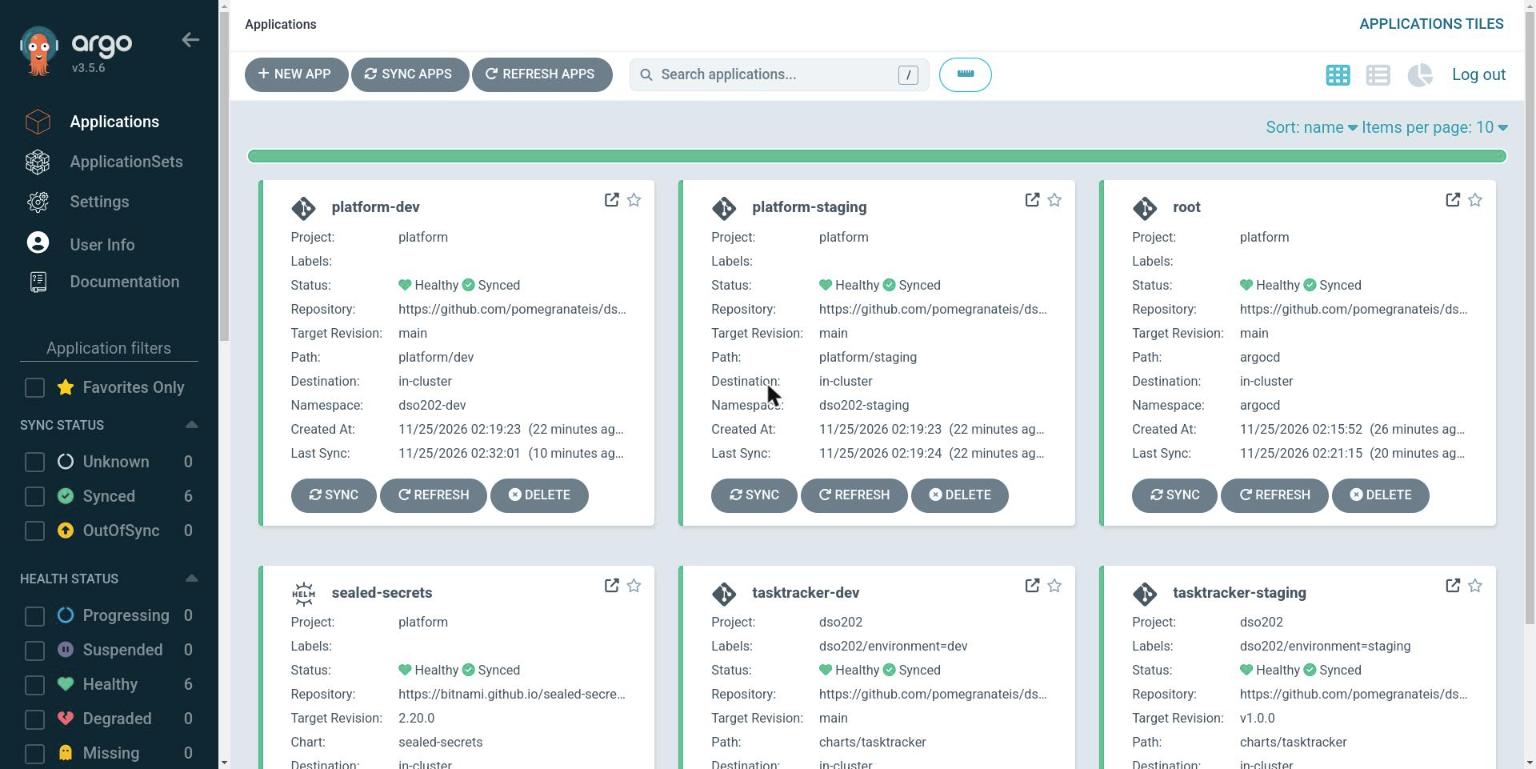 argo
v3.5.6
Applications
ApplicationSets
Settings
User Info
Documentation
Application filters
Favorites Only
SYNC STATUS
Unknown 0
Synced 6
OutOfSync 0
HEALTH STATUS
Progressing 0
Suspended 0
Healthy 6
Degraded 0
Missing 0
Applications
APPLICATIONS TILES
NEW APP SYNC APPS REFRESH APPS Search applications... / Log out
Sort: name Items per page: 10
platform-dev
Project: platform
Labels:
Status: Healthy Synced
Repository: https://github.com/pomegranateis/ds...
Target Revision: main
Path: platform/dev
Destination: in-cluster
Namespace: dso202-dev
Created At: 11/25/2026 02:19:23 (22 minutes ag...
Last Sync: 11/25/2026 02:32:01 (10 minutes ag...
SYNC REFRESH DELETE
platform-staging
Project: platform
Labels:
Status: Healthy Synced
Repository: https://github.com/pomegranateis/ds...
Target Revision: main
Path: platform/staging
Destination: in-cluster
Namespace: dso202-staging
Created At: 11/25/2026 02:19:23 (22 minutes ag...
Last Sync: 11/25/2026 02:19:24 (22 minutes ag...
SYNC REFRESH DELETE
root
Project: platform
Labels:
Status: Healthy Synced
Repository: https://github.com/pomegranateis/ds...
Target Revision: main
Path: argocd
Destination: in-cluster
Namespace: argocd
Created At: 11/25/2026 02:15:52 (26 minutes ag...
Last Sync: 11/25/2026 02:21:15 (20 minutes ag...
SYNC REFRESH DELETE
HELM
sealed-secrets
Project: platform
Labels:
Status: Healthy Synced
Repository: https://bitnami.github.io/sealed-secre...
Target Revision: 2.20.0
Chart: sealed-secrets
Destination: in-cluster
tasktracker-dev
Project: dso202
Labels: dso202/environment=dev
Status: Healthy Synced
Repository: https://github.com/pomegranateis/ds...
Target Revision: main
Path: charts/tasktracker
Destination: in-cluster
tasktracker-staging
Project: dso202
Labels: dso202/environment=staging
Status: Healthy Synced
Repository: https://github.com/pomegranateis/ds...
Target Revision: v1.0.0
Path: charts/tasktracker
Destination: in-cluster